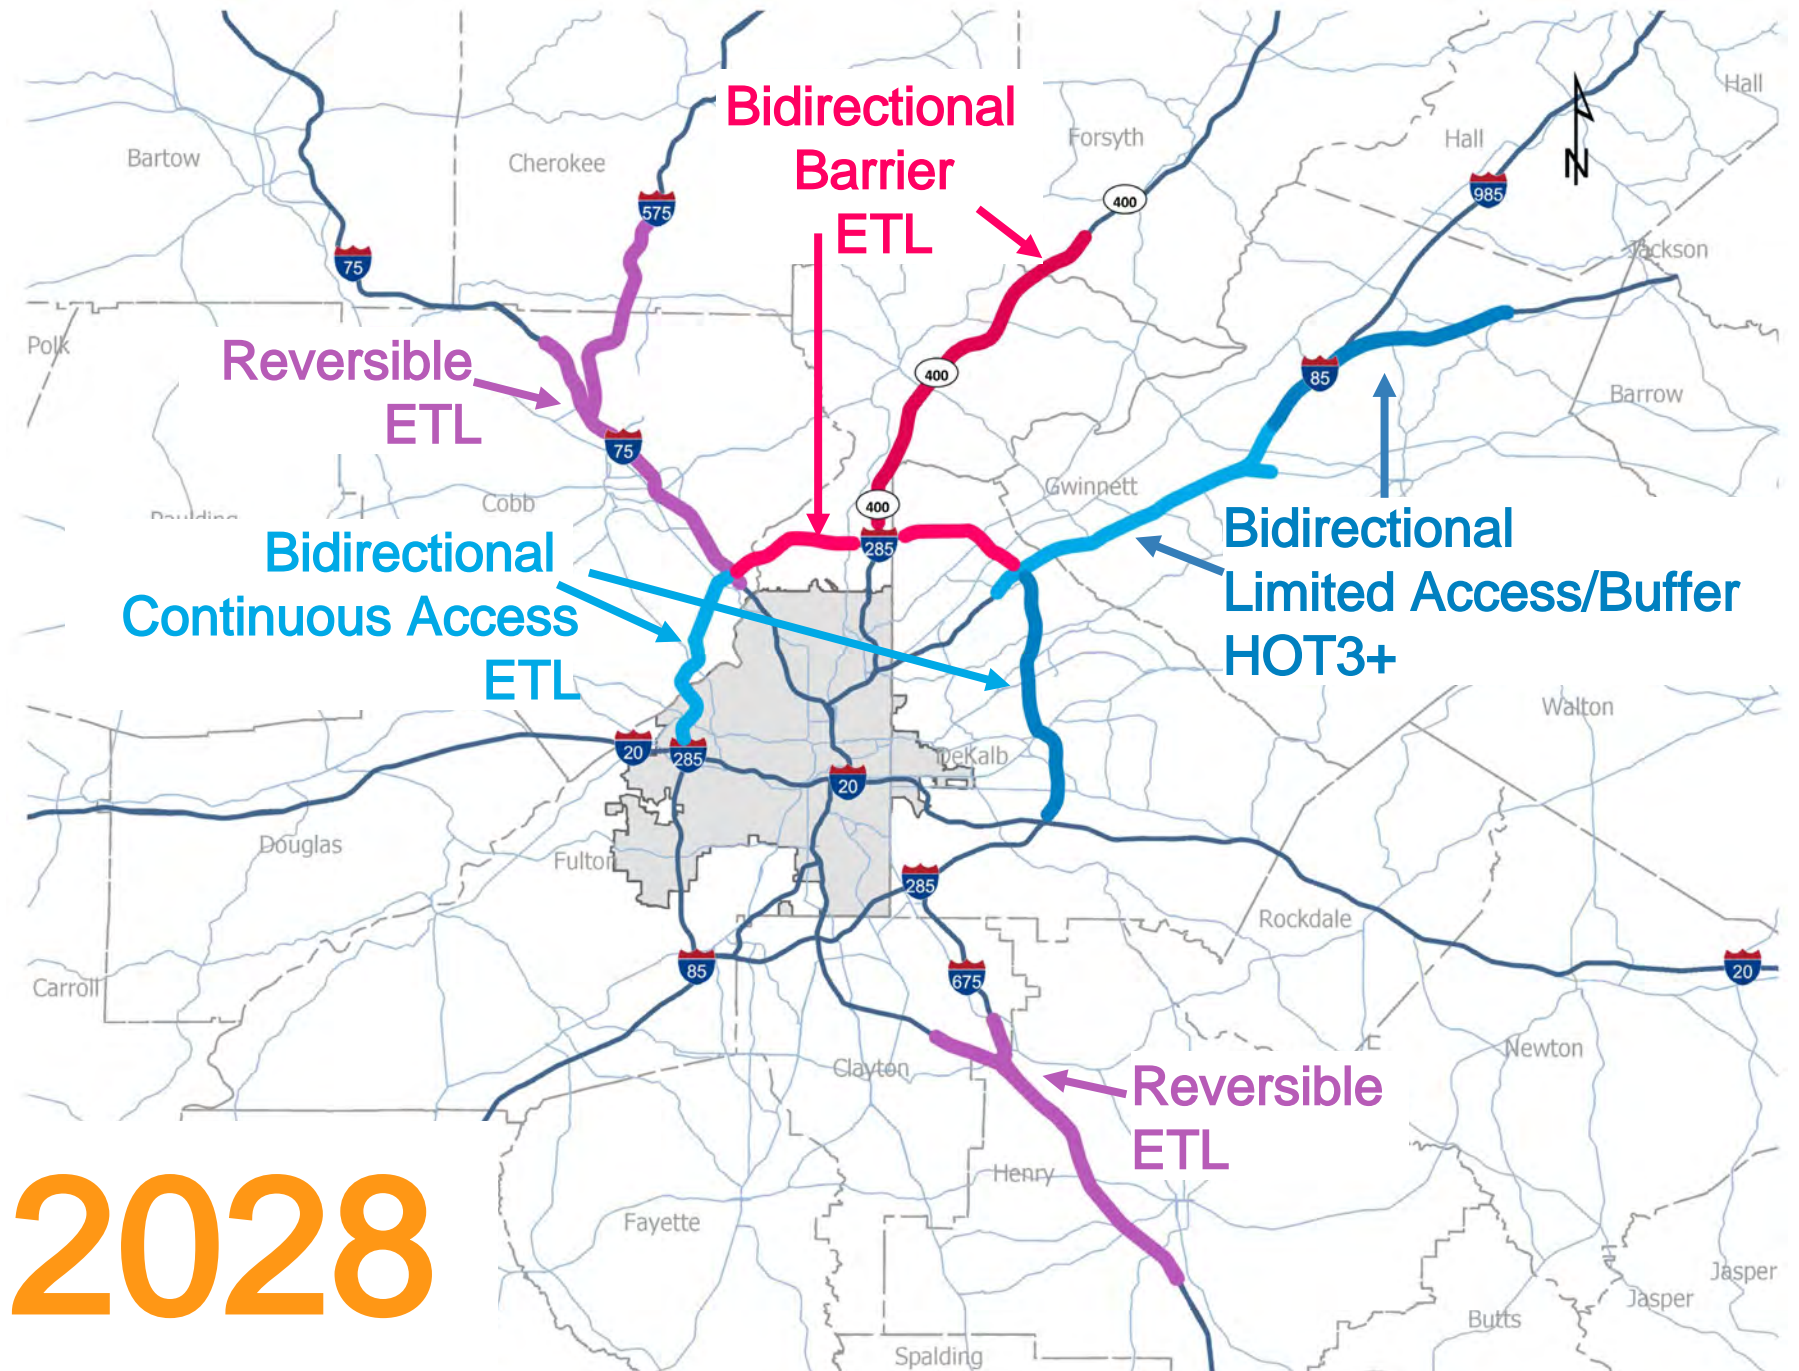 Bidirectional
Barrier
ETL
Hall
Forsyth
Hall
N
Bartow
Cherokee
985
400
575
Jackson
75
Polk
Reversible
ETL
400
85
Barrow
75
Cobb
Gwinnett
400
Paulding
285
Bidirectional
Continuous Access
ETL
Bidirectional
Limited Access/Buffer
HOT3+
Walton
20
285
DeKalb
20
Douglas
Fulton
285
Rockdale
85
675
20
Carroll
Clayton
Newton
Reversible
ETL
Henry
2028
Fayette
Jasper
Jasper
Butts
Spalding